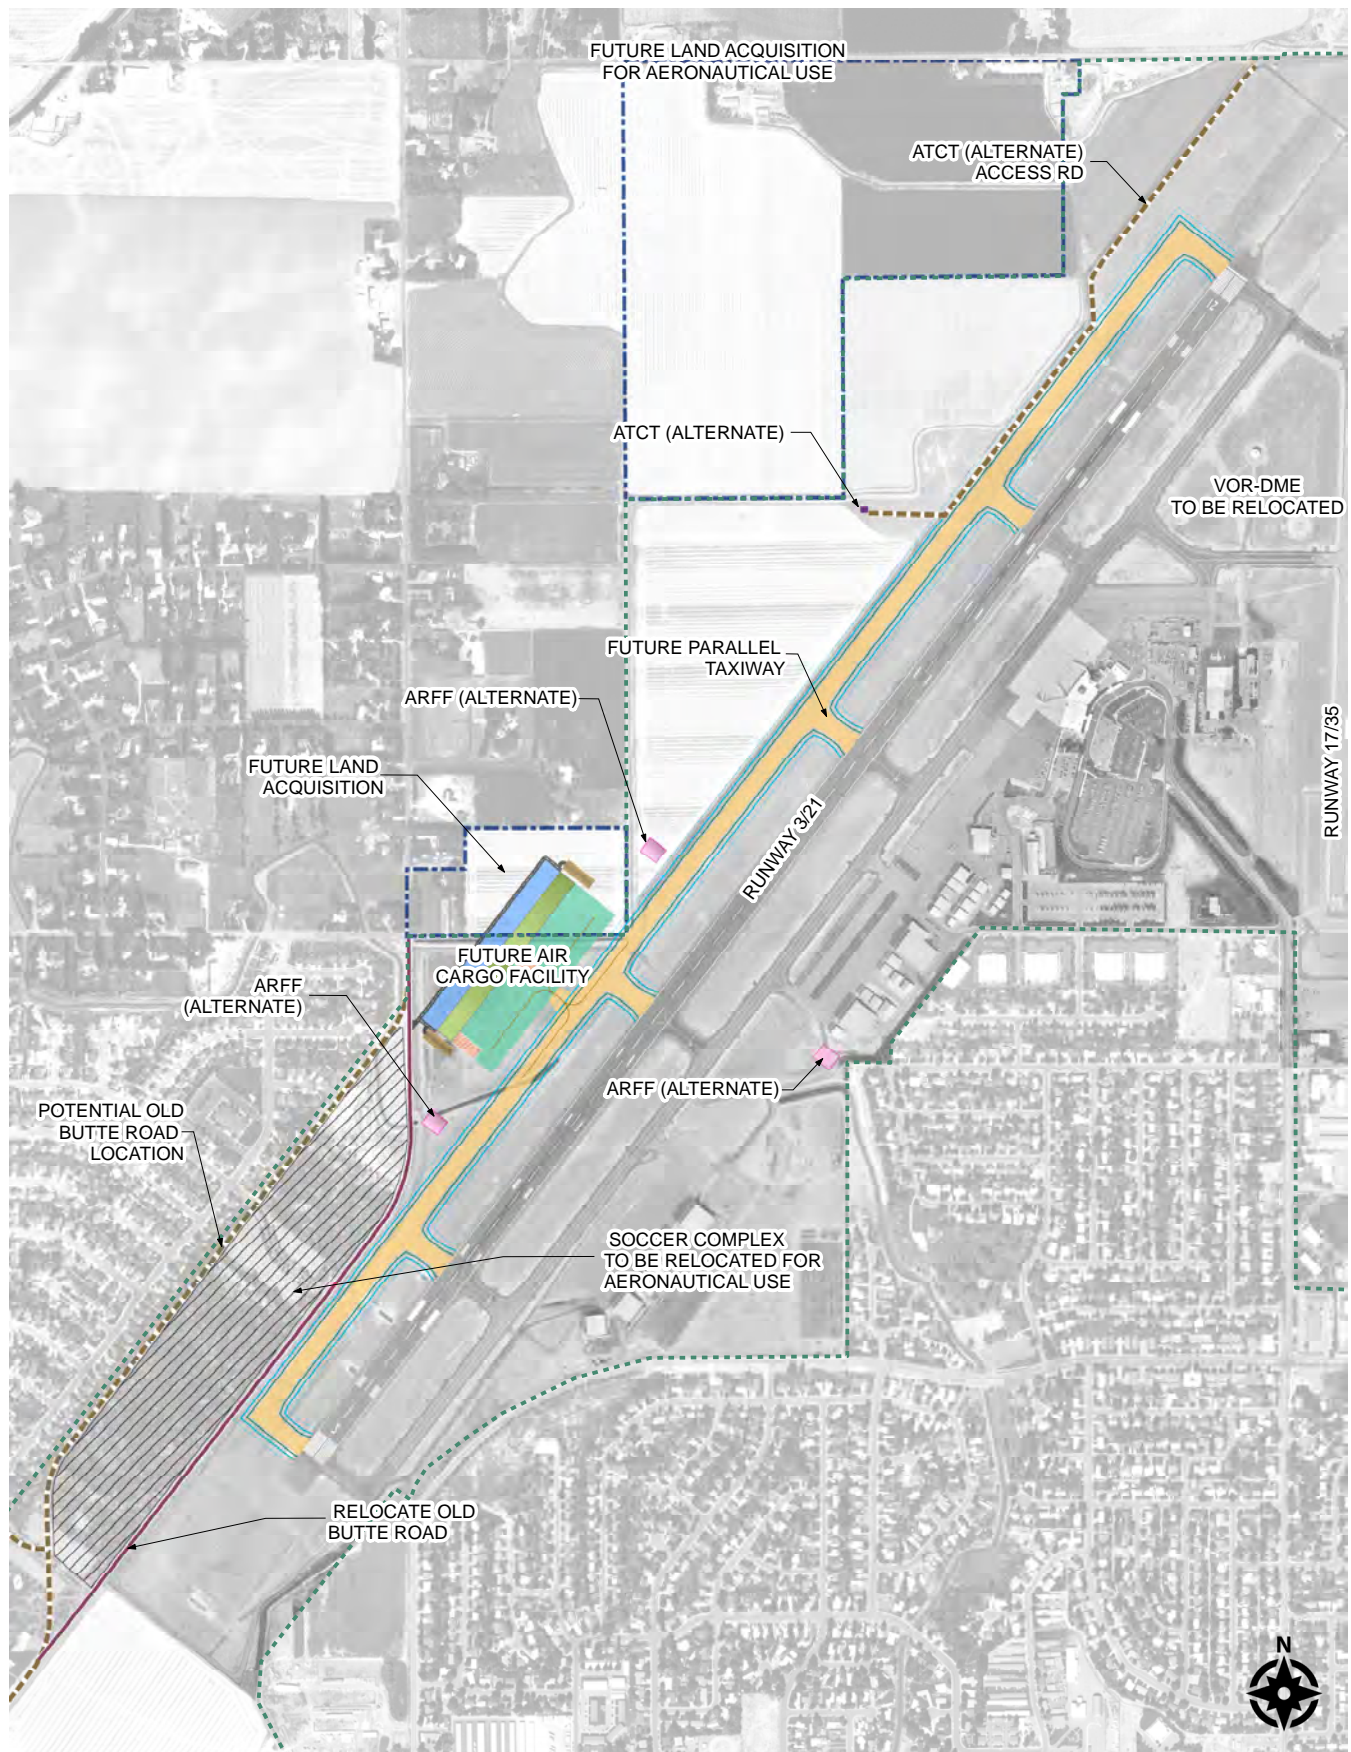 FUTURE LAND ACQUISITION
FOR AERONAUTICAL USE
ATCT (ALTERNATE)
ACCESS RD
21
ATCT (ALTERNATE)
VOR-DME
TO BE RELOCATED
FUTURE PARALLEL
TAXIWAY
ARFF (ALTERNATE)
RUNWAY 17/35
FUTURE LAND
ACQUISITION
RUNWAY 3/21
FUTURE AIR
CARGO FACILITY
ARFF
(ALTERNATE)
ARFF (ALTERNATE)
POTENTIAL OLD
BUTTE ROAD
LOCATION
SOCCER COMPLEX
TO BE RELOCATED FOR
AERONAUTICAL USE
RELOCATE OLD
BUTTE ROAD
N